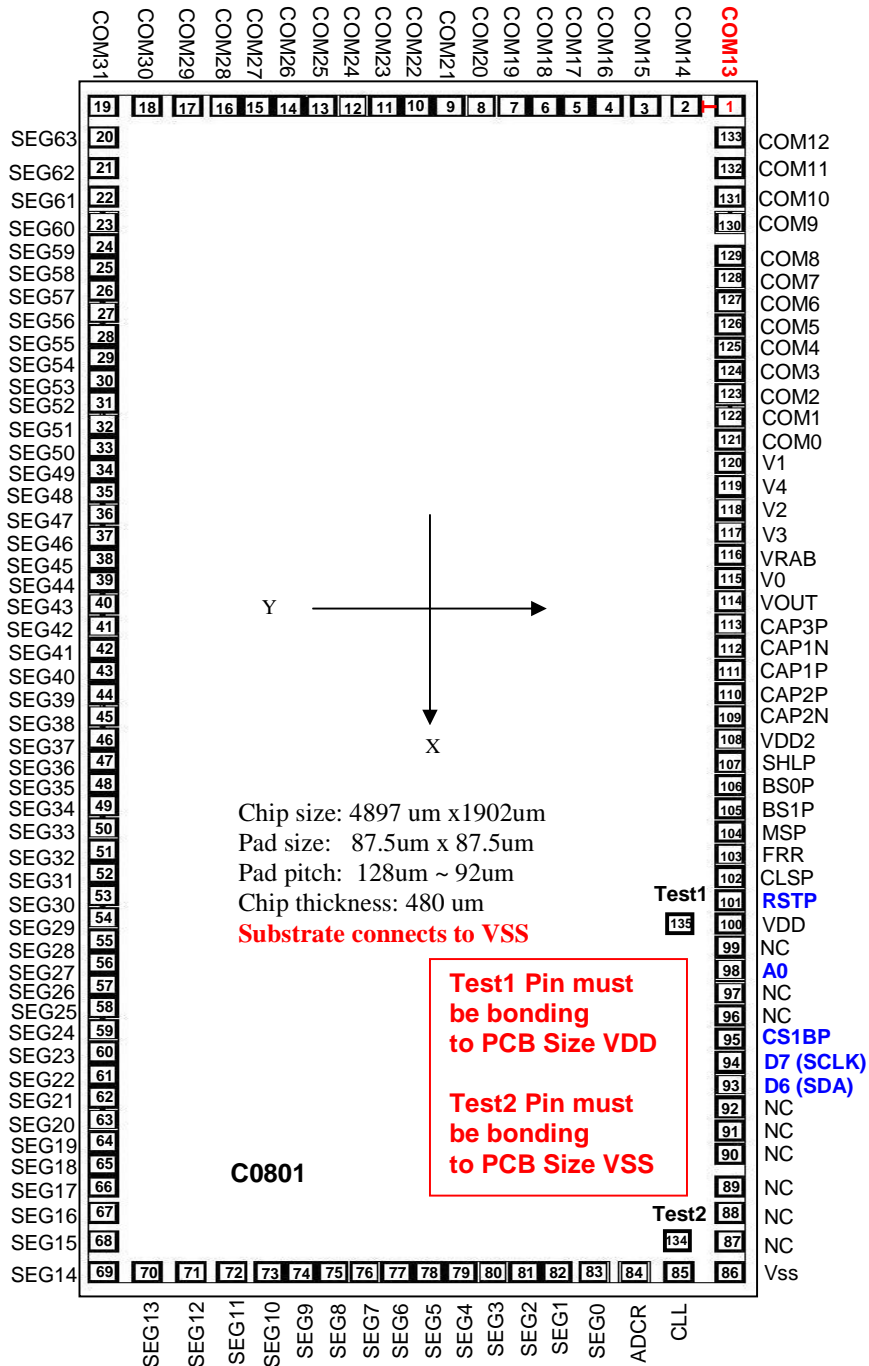 COM31 COM30 COM29 COM28 COM27 COM26 COM25 COM24 COM23 COM22 COM21 COM20 COM19 COM18 COM17 COM16 COM15 COM14 COM13
19 18 17 16 15 14 13 12 11 10 9 8 7 6 5 4 3 2 1
SEG63 20 133 COM12
SEG62 21 132 COM11
SEG61 22 131 COM10
SEG60 23 130 COM9
SEG59 24 129 COM8
SEG58 25 128 COM7
SEG57 26 127 COM6
SEG56 27 126 COM5
SEG55 28 125 COM4
SEG54 29 124 COM3
SEG53 30 123 COM2
SEG52 31 122 COM1
SEG51 32 121 COM0
SEG50 33 120 V1
SEG49 34 119 V4
SEG48 35 118 V2
SEG47 36 117 V3
SEG46 37 116 VRAB
SEG45 38 115 V0
SEG44 39 114 VOUT
SEG43 40 113 CAP3P
SEG42 41 112 CAP1N
SEG41 42 111 CAP1P
SEG40 43 110 CAP2P
SEG39 44 109 CAP2N
SEG38 45 108 VDD2
SEG37 46 107 SHLP
SEG36 47 106 BS0P
SEG35 48 105 BS1P
SEG34 49 104 MSP
SEG33 50 103 FRR
SEG32 51 102 CLSP
SEG31 52 101 RSTP
SEG30 53 100 VDD
SEG29 54 99 NC
SEG28 55 98 A0
SEG27 56 97 NC
SEG26 57 96 NC
SEG25 58 95 CS1BP
SEG24 59 94 D7 (SCLK)
SEG23 60 93 D6 (SDA)
SEG22 61 92 NC
SEG21 62 91 NC
SEG20 63 90 NC
SEG19 64 89 NC
SEG18 65 88 NC
SEG17 66 87 NC
SEG16 67
SEG15 68
SEG14 69 70 71 72 73 74 75 76 77 78 79 80 81 82 83 84 85 86 Vss
SEG13 SEG12 SEG11 SEG10 SEG9 SEG8 SEG7 SEG6 SEG5 SEG4 SEG3 SEG2 SEG1 SEG0 ADCR CLL
Y
X
Chip size: 4897 um x1902um
Pad size: 87.5um x 87.5um
Pad pitch: 128um ~ 92um
Chip thickness: 480 um
Substrate connects to VSS
Test1
135
Test1 Pin must
be bonding
to PCB Size VDD
Test2 Pin must
be bonding
to PCB Size VSS
C0801
Test2
134